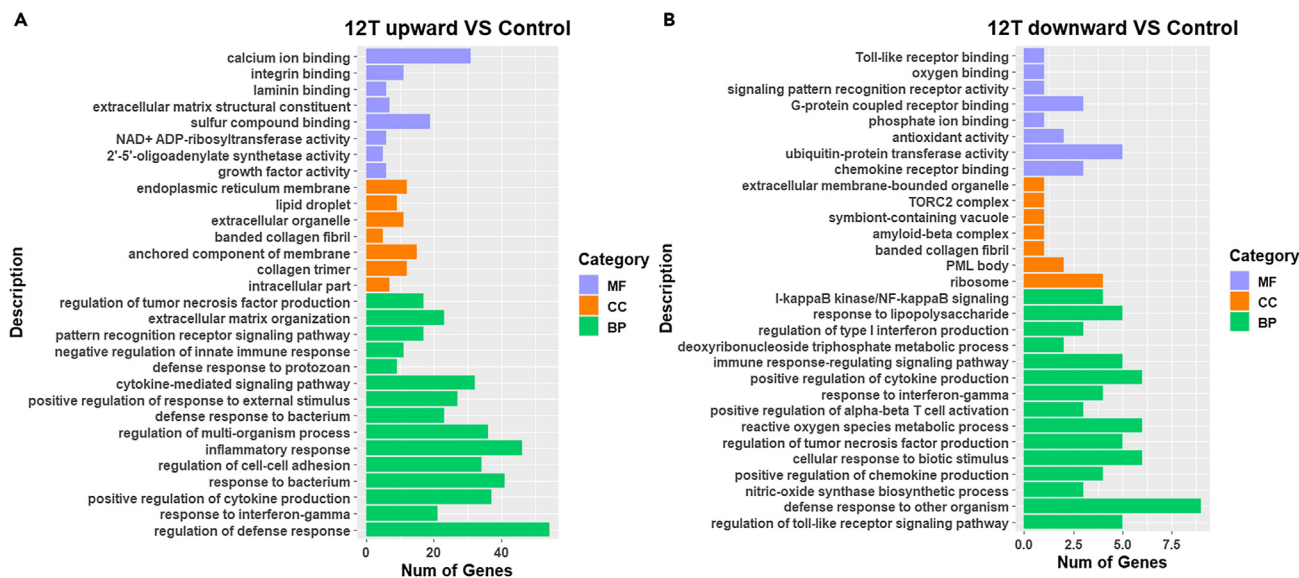 A
12T upward VS Control
calcium ion binding
integrin binding
laminin binding
extracellular matrix structural constituent
sulfur compound binding
NAD+ ADP-ribosyltransferase activity
2'-5'-oligoadenylate synthetase activity
growth factor activity
endoplasmic reticulum membrane
lipid droplet
extracellular organelle
banded collagen fibril
anchored component of membrane
collagen trimer
intracellular part
regulation of tumor necrosis factor production
extracellular matrix organization
pattern recognition receptor signaling pathway
negative regulation of innate immune response
defense response to protozoan
cytokine-mediated signaling pathway
positive regulation of response to external stimulus
defense response to bacterium
regulation of multi-organism process
inflammatory response
regulation of cell-cell adhesion
response to bacterium
positive regulation of cytokine production
response to interferon-gamma
regulation of defense response
Description
0 20 40
Num of Genes
Category
MF
CC
BP
B
12T downward VS Control
Toll-like receptor binding
oxygen binding
signaling pattern recognition receptor activity
G-protein coupled receptor binding
phosphate ion binding
antioxidant activity
ubiquitin-protein transferase activity
chemokine receptor binding
extracellular membrane-bounded organelle
TORC2 complex
symbiont-containing vacuole
amyloid-beta complex
banded collagen fibril
PML body
ribosome
I-kappaB kinase/NF-kappaB signaling
response to lipopolysaccharide
regulation of type I interferon production
deoxyribonucleoside triphosphate metabolic process
immune response-regulating signaling pathway
positive regulation of cytokine production
response to interferon-gamma
positive regulation of alpha-beta T cell activation
reactive oxygen species metabolic process
regulation of tumor necrosis factor production
cellular response to biotic stimulus
positive regulation of chemokine production
nitric-oxide synthase biosynthetic process
defense response to other organism
regulation of toll-like receptor signaling pathway
Description
0.0 2.5 5.0 7.5
Num of Genes
Category
MF
CC
BP